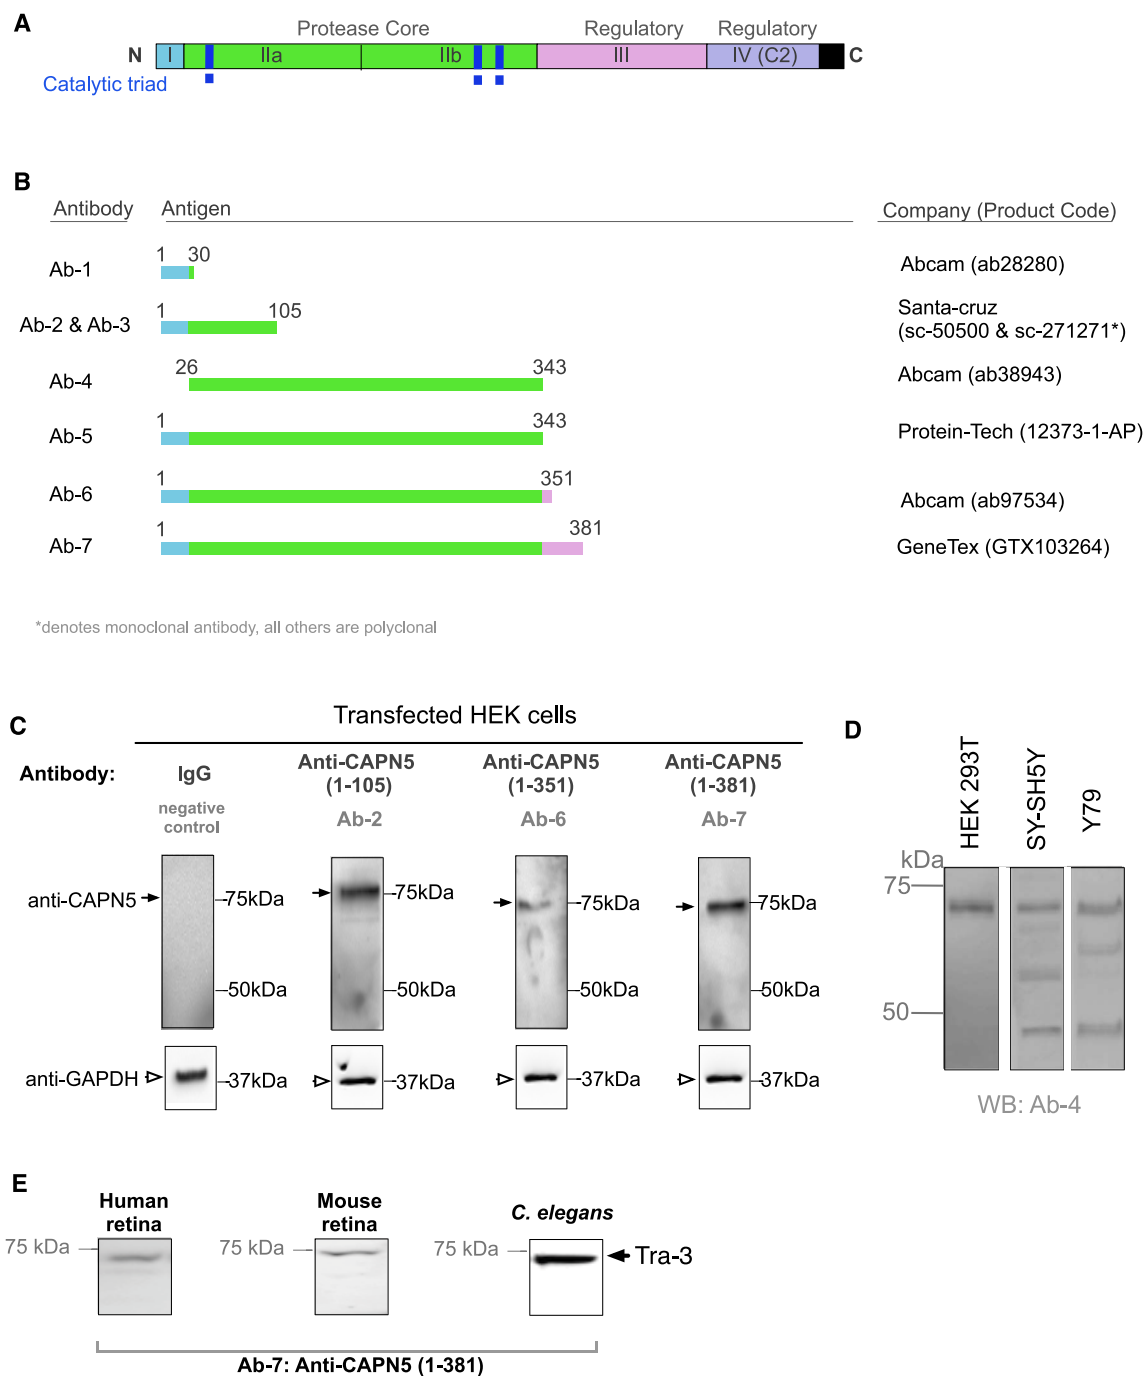 A
Protease Core
Regulatory
Regulatory
N
I
IIa
IIb
III
IV (C2)
C
Catalytic triad
B
Antibody
Antigen
Company (Product Code)
Ab-1
1
30
Abcam (ab28280)
Ab-2 & Ab-3
1
105
Santa-cruz
(sc-50500 & sc-271271*)
Ab-4
26
343
Abcam (ab38943)
Ab-5
1
343
Protein-Tech (12373-1-AP)
Ab-6
1
351
Abcam (ab97534)
Ab-7
1
381
GeneTex (GTX103264)
*denotes monoclonal antibody, all others are polyclonal
C
Transfected HEK cells
Antibody:
IgG
negative
control
Anti-CAPN5
(1-105)
Ab-2
Anti-CAPN5
(1-351)
Ab-6
Anti-CAPN5
(1-381)
Ab-7
anti-CAPN5
75kDa
75kDa
75kDa
75kDa
50kDa
50kDa
50kDa
50kDa
anti-GAPDH
37kDa
37kDa
37kDa
37kDa
D
HEK 293T
SY-SH5Y
Y79
kDa
75
50
WB: Ab-4
E
Human
retina
Mouse
retina
C. elegans
75 kDa
75 kDa
75 kDa
Tra-3
Ab-7: Anti-CAPN5 (1-381)